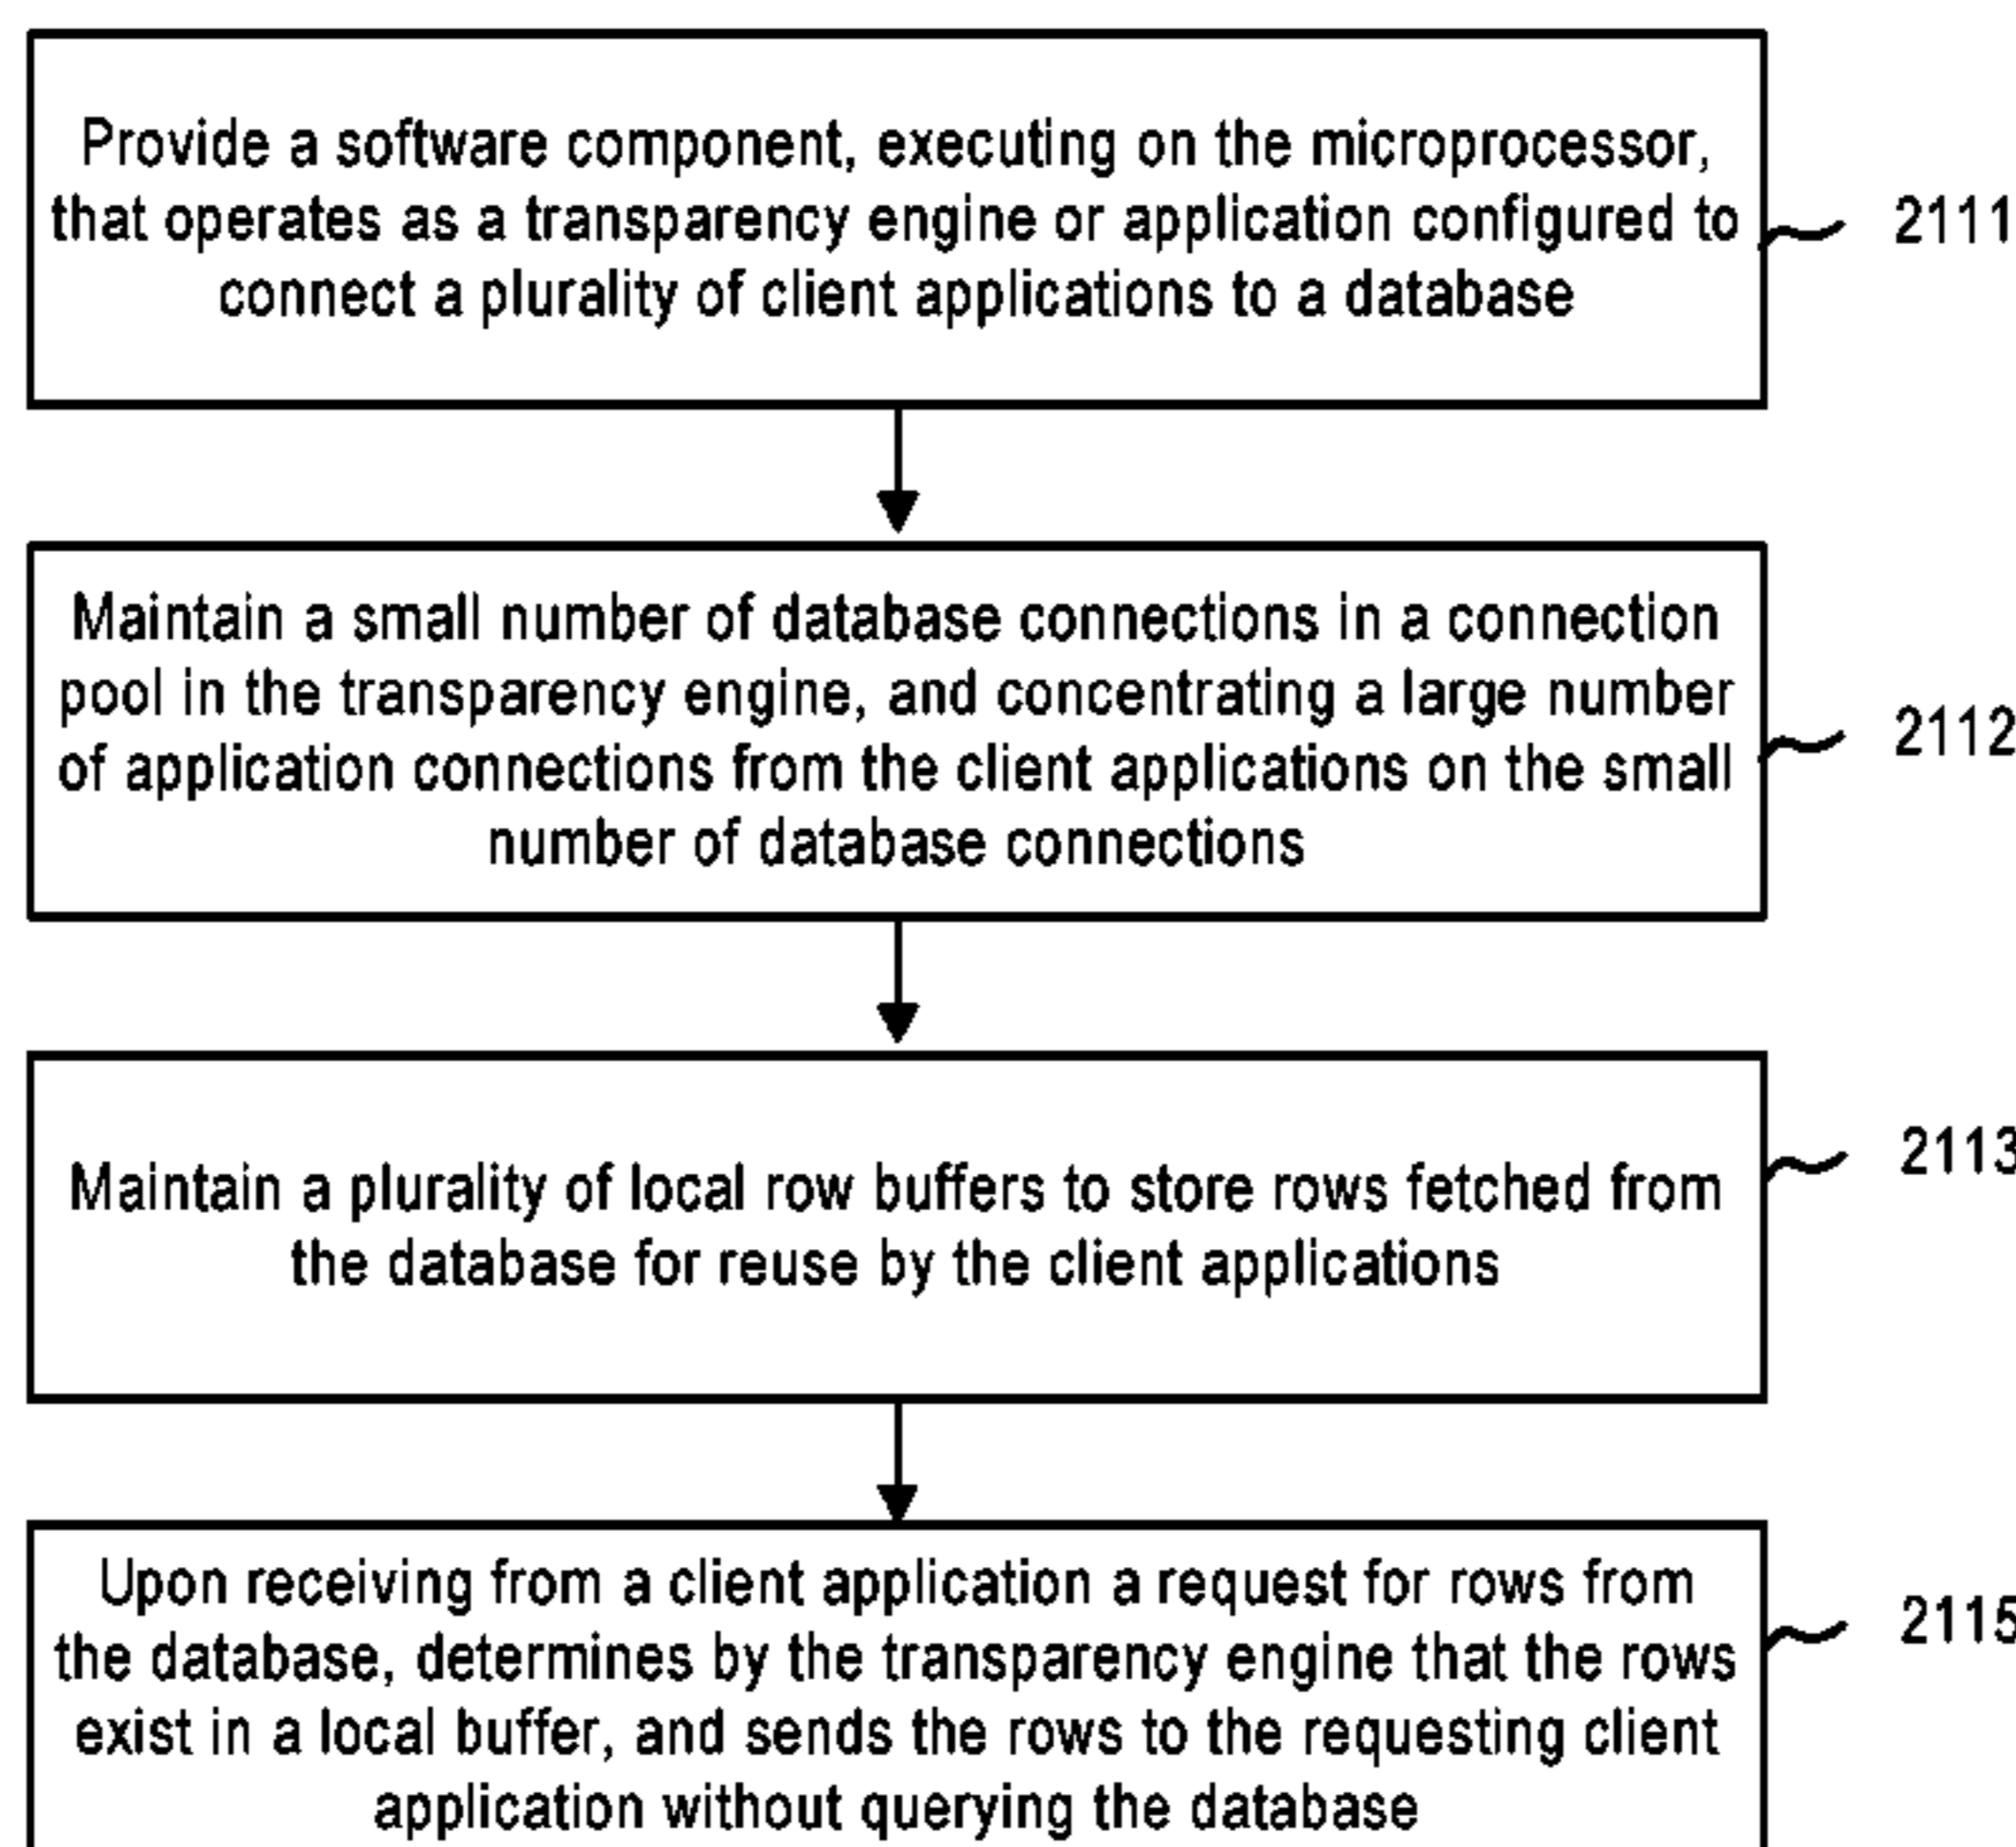 Provide a software component, executing on the microprocessor,
that operates as a transparency engine or application configured to
connect a plurality of client applications to a database
2111
Maintain a small number of database connections in a connection
pool in the transparency engine, and concentrating a large number
of application connections from the client applications on the small
number of database connections
2112
Maintain a plurality of local row buffers to store rows fetched from
the database for reuse by the client applications
2113
Upon receiving from a client application a request for rows from
the database, determines by the transparency engine that the rows
exist in a local buffer, and sends the rows to the requesting client
application without querying the database
2115